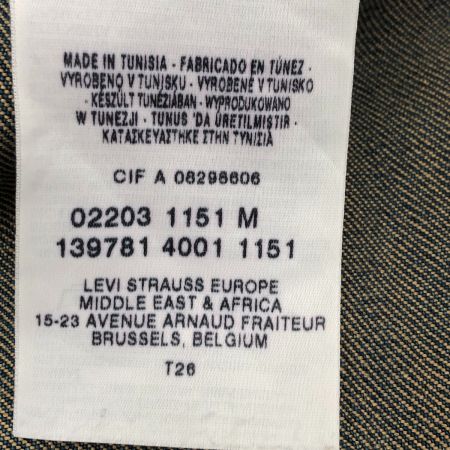 MADE IN TUNISIA - FABRICADO EN TÚNEZ -
VYROBENO V TUNISKU - VYROBENÉ V TUNISKO
- KÉSZÜLT TUNÉZIÁBAN - WYPRODUKOWANO
W TUNEZJI - TUNUS 'DA ÜRETILMISTIR -
ΚΑΤΑΣΚΕΥΑΣΤΗΚΕ ΣΤΗΝ ΤΥΝΙΣΙΑ
CIF A 08298606
02203 1151 M
139781 4001 1151
LEVI STRAUSS EUROPE
MIDDLE EAST & AFRICA
15-23 AVENUE ARNAUD FRAITEUR
BRUSSELS, BELGIUM
T26